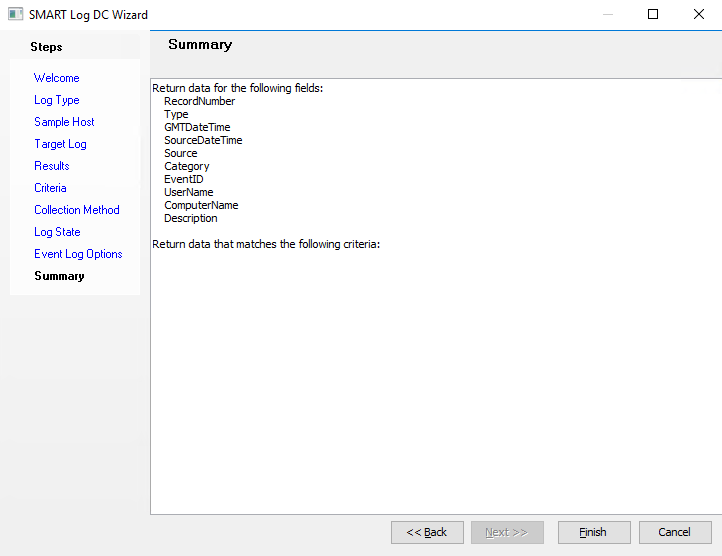 SMART Log DC Wizard
Steps
Welcome
Log Type
Sample Host
Target Log
Results
Criteria
Collection Method
Log State
Event Log Options
Summary
Summary
Return data for the following fields:
RecordNumber
Type
GMTDateTime
SourceDateTime
Source
Category
EventID
UserName
ComputerName
Description
Return data that matches the following criteria:
<< Back
Next >>
Finish
Cancel